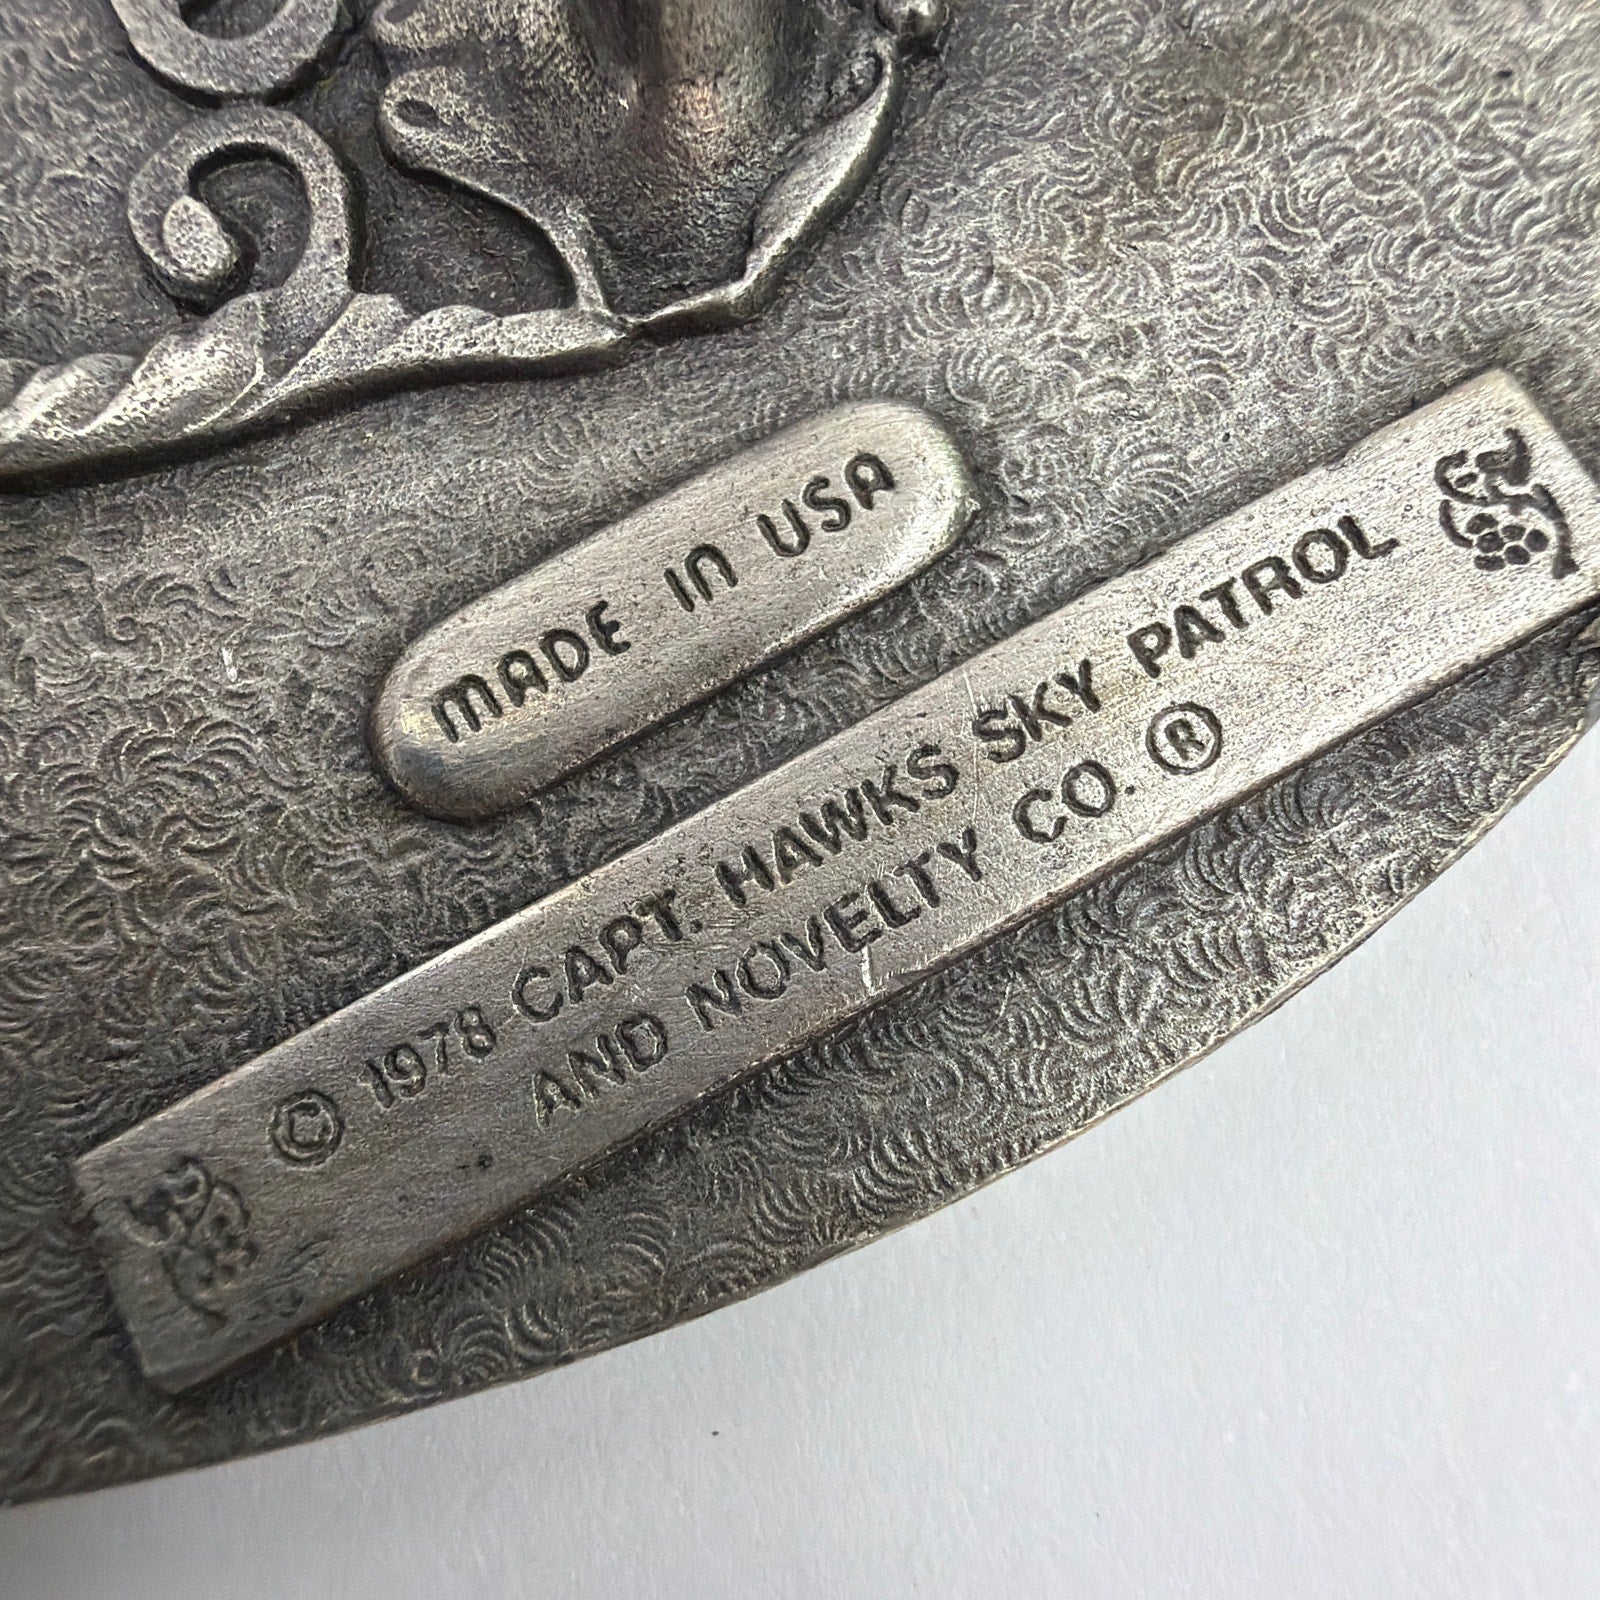 MADE IN USA
© 1978 CAPT. HAWKS SKY PATROL
AND NOVELTY CO. ®